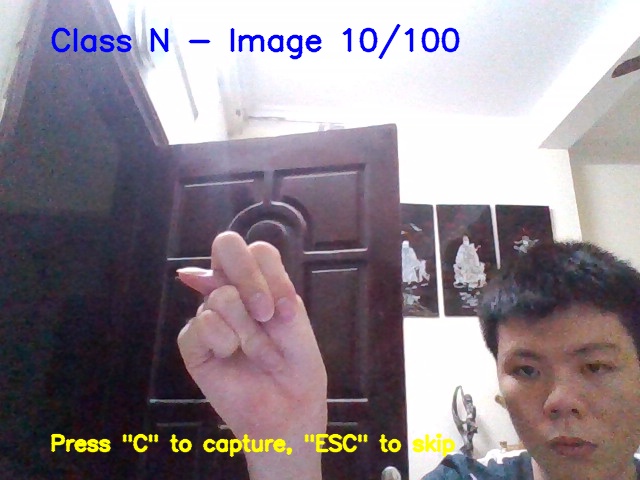 Class N - Image 10/100
Press "C" to capture, "ESC" to skip